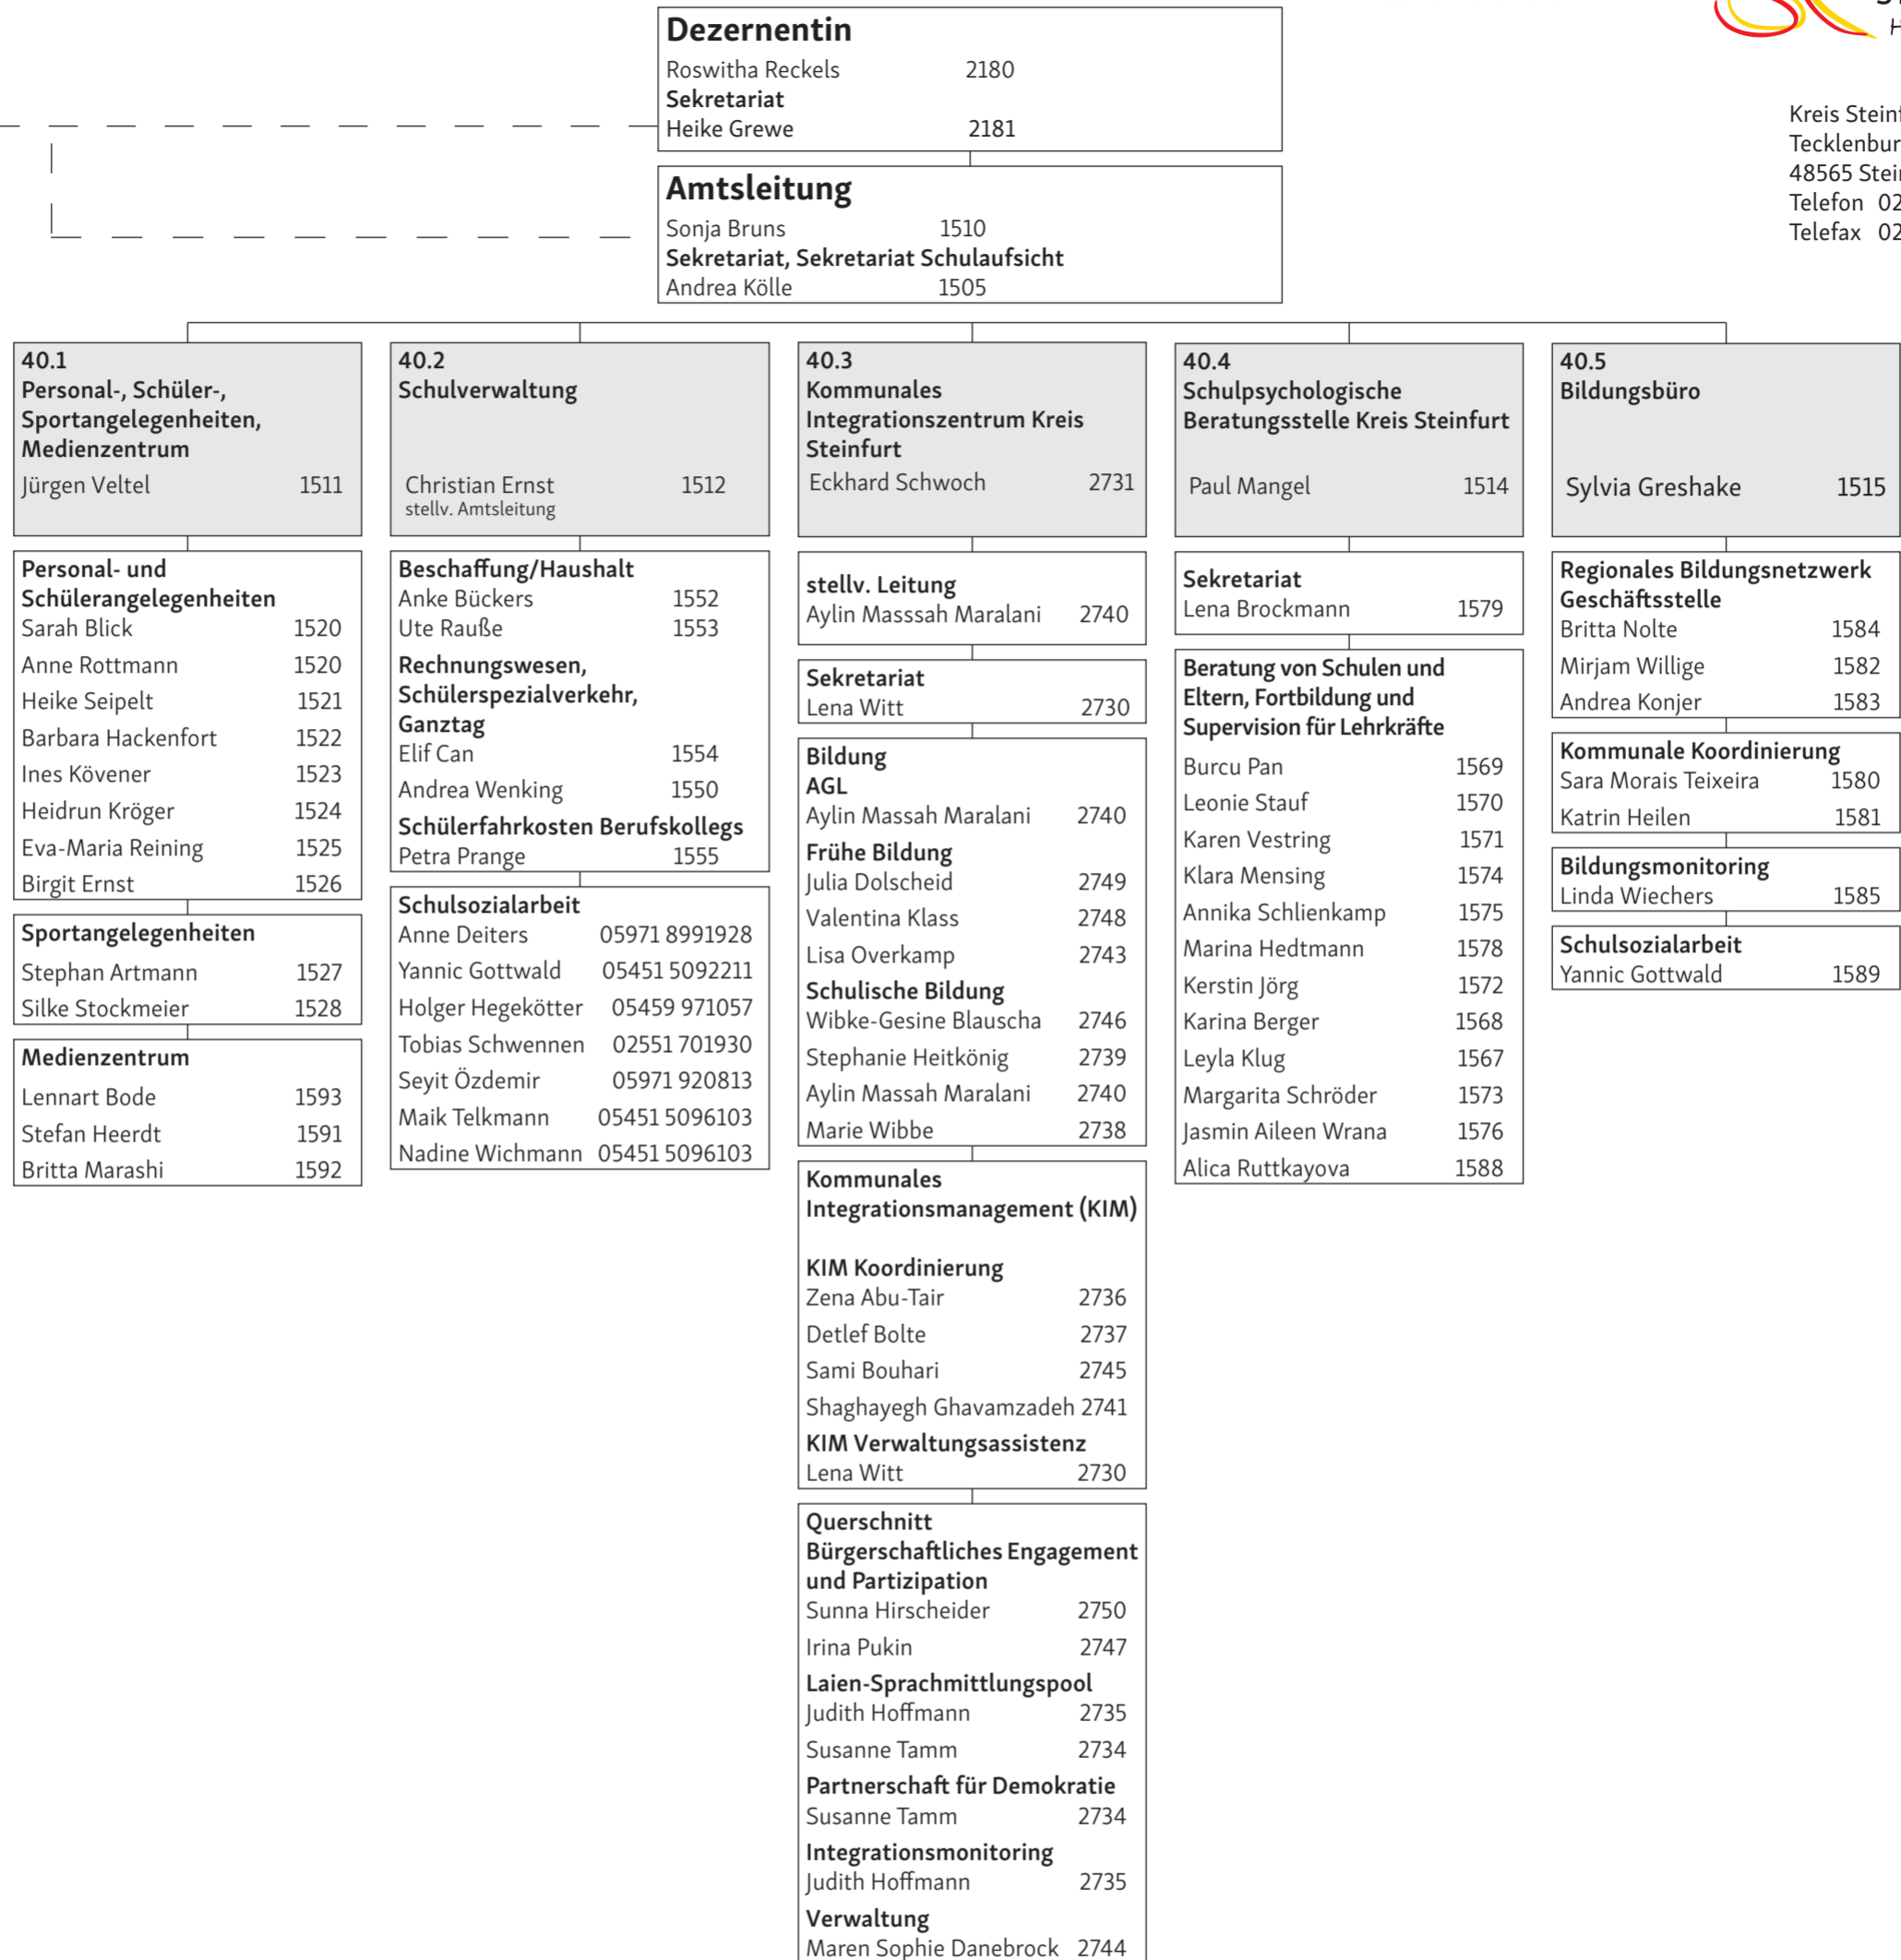 Dezernentin
Roswitha Reckels 2180
Sekretariat
Heike Grewe 2181
Amtsleitung
Sonja Bruns 1510
Sekretariat, Sekretariat Schulaufsicht
Andrea Kölle 1505
48565
Telefon
Telefax
40.1
Personal-, Schüler-,
Sportangelegenheiten,
Medienzentrum
Jürgen Veltel 1511
Personal- und
Schülerangelegenheiten
Sarah Blick 1520
Anne Rottmann 1520
Heike Seipelt 1521
Barbara Hackenfort 1522
Ines Kövener 1523
Heidrun Kröger 1524
Eva-Maria Reining 1525
Birgit Ernst 1526
Sportangelegenheiten
Stephan Artmann 1527
Silke Stockmeier 1528
Medienzentrum
Lennart Bode 1593
Stefan Heerdt 1591
Britta Marashi 1592
40.2
Schulverwaltung
Christian Ernst 1512
stellv. Amtsleitung
Beschaffung/Haushalt
Anke Bückers 1552
Ute Rauße 1553
Rechnungswesen,
Schülerspezialverkehr,
Ganztag
Elif Can 1554
Andrea Wenking 1550
Schülerfahrkosten Berufskollegs
Petra Prange 1555
Schulsozialarbeit
Anne Deiters 05971 8991928
Yannic Gottwald 05451 5092211
Holger Hegekötter 05459 971057
Tobias Schwennen 02551 701930
Seyit Özdemir 05971 920813
Maik Telkmann 05451 5096103
Nadine Wichmann 05451 5096103
40.3
Kommunales
Integrationszentrum Kreis
Steinfurt
Eckhard Schwoch 2731
stellv. Leitung
Aylin Masssah Maralani 2740
Sekretariat
Lena Witt 2730
Bildung
AGL
Aylin Massah Maralani 2740
Frühe Bildung
Julia Dolscheid 2749
Valentina Klass 2748
Lisa Overkamp 2743
Schulische Bildung
Wibke-Gesine Blauscha 2746
Stephanie Heitkönig 2739
Aylin Massah Maralani 2740
Marie Wibbe 2738
Kommunales
Integrationsmanagement (KIM)
KIM Koordinierung
Zena Abu-Tair 2736
Detlef Bolte 2737
Sami Bouhari 2745
Shaghayegh Ghavamzadeh 2741
KIM Verwaltungsassistenz
Lena Witt 2730
Querschnitt
Bürgerschaftliches Engagement
und Partizipation
Sunna Hirscheider 2750
Irina Pukin 2747
Laien-Sprachmittlungspool
Judith Hoffmann 2735
Susanne Tamm 2734
Partnerschaft für Demokratie
Susanne Tamm 2734
Integrationsmonitoring
Judith Hoffmann 2735
Verwaltung
Maren Sophie Danebrock 2744
40.4
Schulpsychologische
Beratungsstelle Kreis Steinfurt
Paul Mangel 1514
Sekretariat
Lena Brockmann 1579
Beratung von Schulen und
Eltern, Fortbildung und
Supervision für Lehrkräfte
Burcu Pan 1569
Leonie Stauf 1570
Karen Vestring 1571
Klara Mensing 1574
Annika Schlienkamp 1575
Marina Hedtmann 1578
Kerstin Jörg 1572
Karina Berger 1568
Leyla Klug 1567
Margarita Schröder 1573
Jasmin Aileen Wrana 1576
Alica Ruttkayova 1588
40.5
Bildungsbüro
Sylvia Greshake 1515
Regionales Bildungsnetzwerk
Geschäftsstelle
Britta Nolte 1584
Mirjam Willige 1582
Andrea Konjer 1583
Kommunale Koordinierung
Sara Morais Teixeira 1580
Katrin Heilen 1581
Bildungsmonitoring
Linda Wiechers 1585
Schulsozialarbeit
Yannic Gottwald 1589